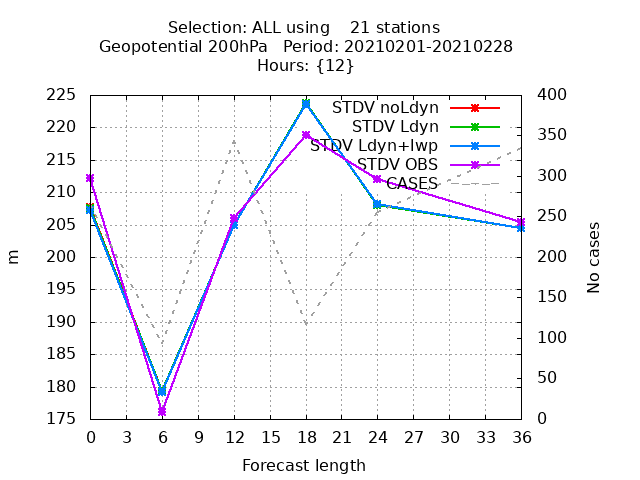 Selection: ALL using    21 stations
Geopotential 200hPa   Period: 20210201-20210228
Hours: {12}
STDV noLdyn
STDV Ldyn
STDV Ldyn+lwp
STDV OBS
CASES
225
220
215
210
205
200
195
190
185
180
175
m
400
350
300
250
200
150
100
50
0
No cases
0 3 6 9 12 15 18 21 24 27 30 33 36
Forecast length